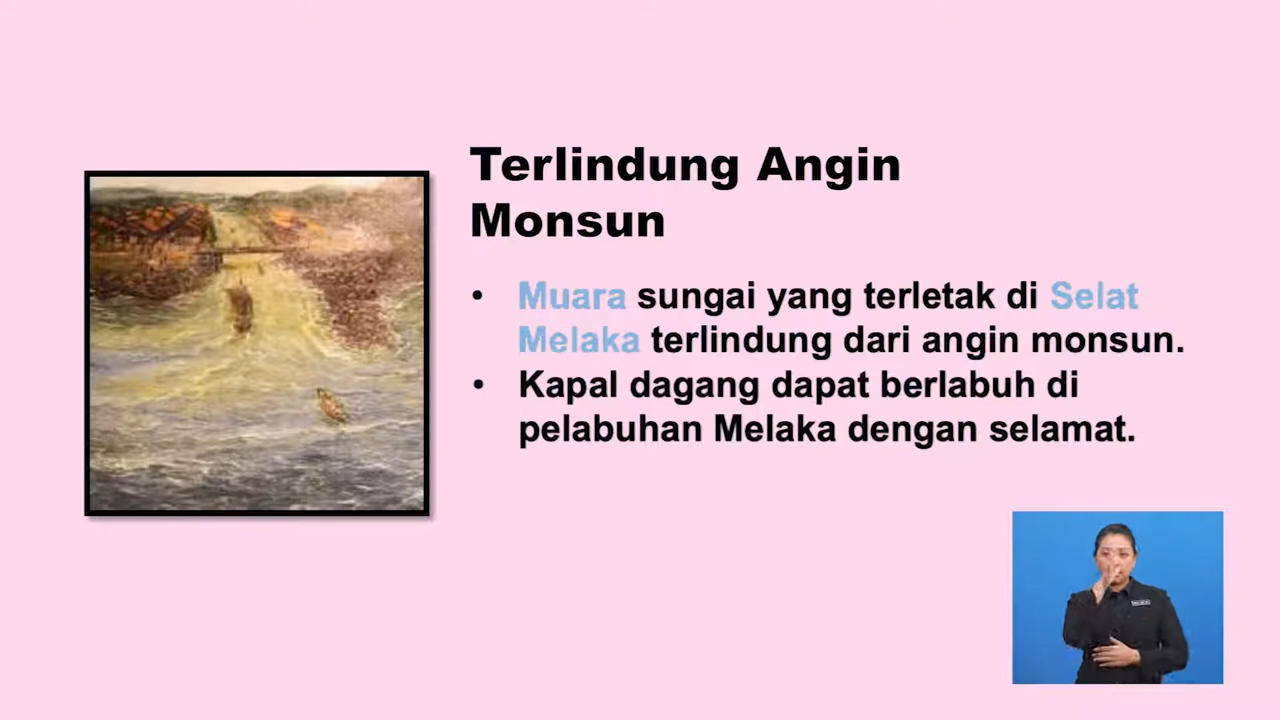 Terlindung Angin
Monsun
• Muara sungai yang terletak di Selat
Melaka terlindung dari angin monsun.
• Kapal dagang dapat berlabuh di
pelabuhan Melaka dengan selamat.